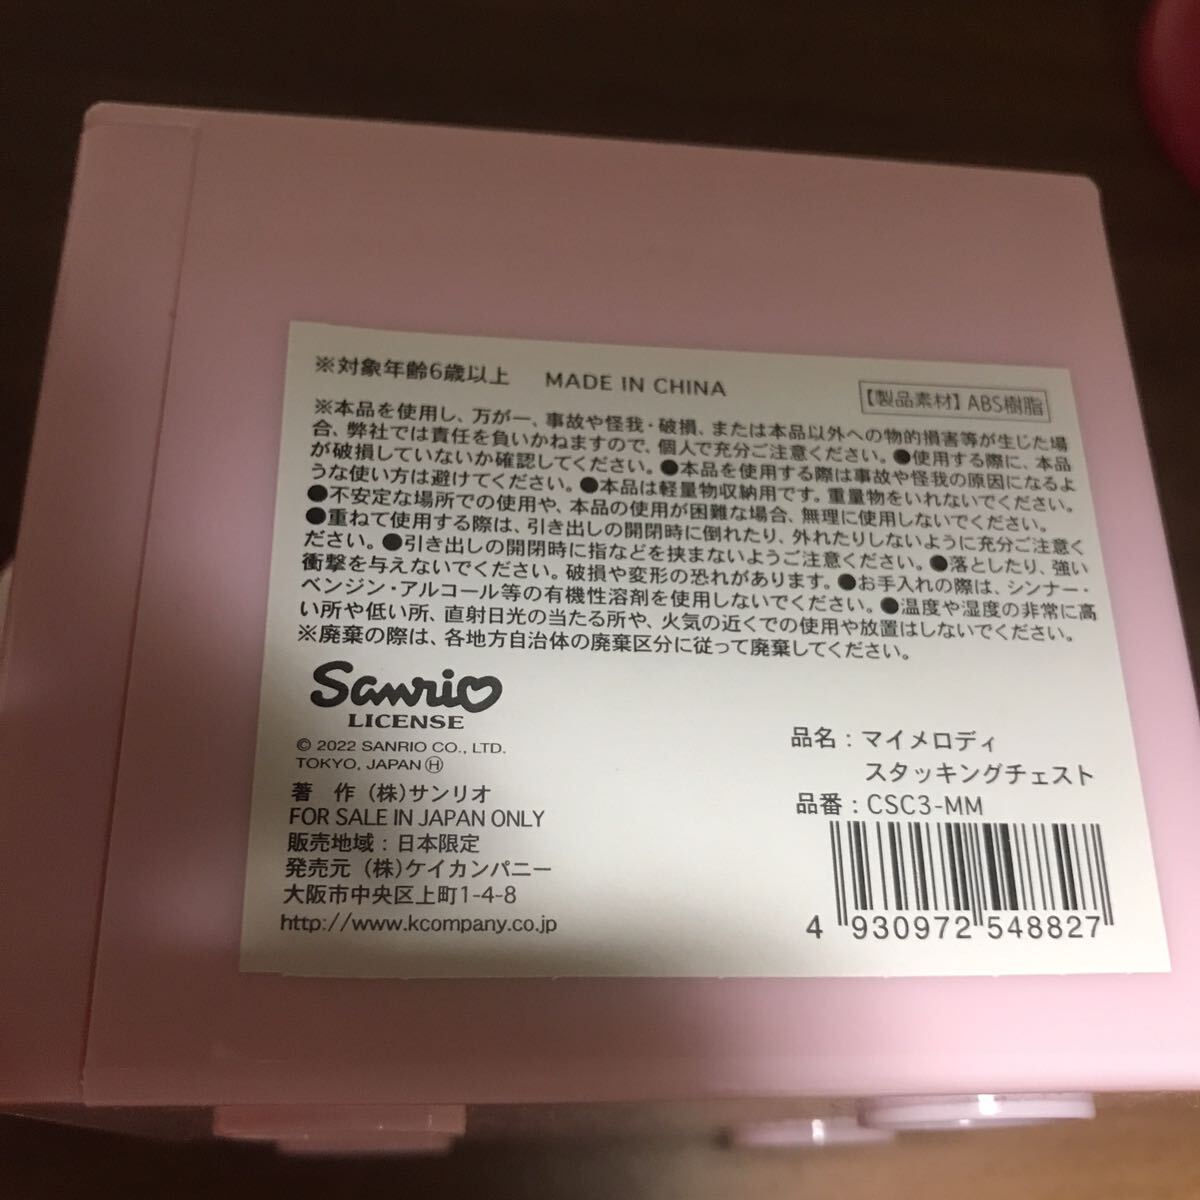 ※対象年齢6歳以上 MADE IN CHINA
【製品素材】ABS樹脂
※本品を使用し、万が一、事故や怪我・破損、または本品以外への物的損害等が生じた場
合、弊社では責任を負いかねますので、個人で充分ご注意ください。●使用する際に、本品
が破損していないか確認してください。●本品を使用する際は事故や怪我の原因になるよ
うな使い方は避けてください。●本品は軽量物収納用です。重量物をいれないでください。
●不安定な場所での使用や、本品の使用が困難な場合、無理に使用しないでください。
●重ねて使用する際は、引き出しの開閉時に倒れたり、外れたりしないように充分ご注意く
ださい。●引き出しの開閉時に指などを挟まないようご注意ください。●落としたり、強い
衝撃を与えないでください。破損や変形の恐れがあります。●お手入れの際は、シンナー・
ベンジン・アルコール等の有機性溶剤を使用しないでください。●温度や湿度の非常に高
い所や低い所、直射日光の当たる所や、火気の近くでの使用や放置はしないでください。
※廃棄の際は、各地方自治体の廃棄区分に従って廃棄してください。
Sanrio
LICENSE
© 2022 SANRIO CO., LTD.
TOKYO, JAPAN Ⓗ
著 作 (株)サンリオ
FOR SALE IN JAPAN ONLY
販売地域:日本限定
発売元 (株)ケイカンパニー
大阪市中央区上町1-4-8
http://www.kcompany.co.jp
品名:マイメロディ
スタッキングチェスト
品番:CSC3-MM
4 930972 548827